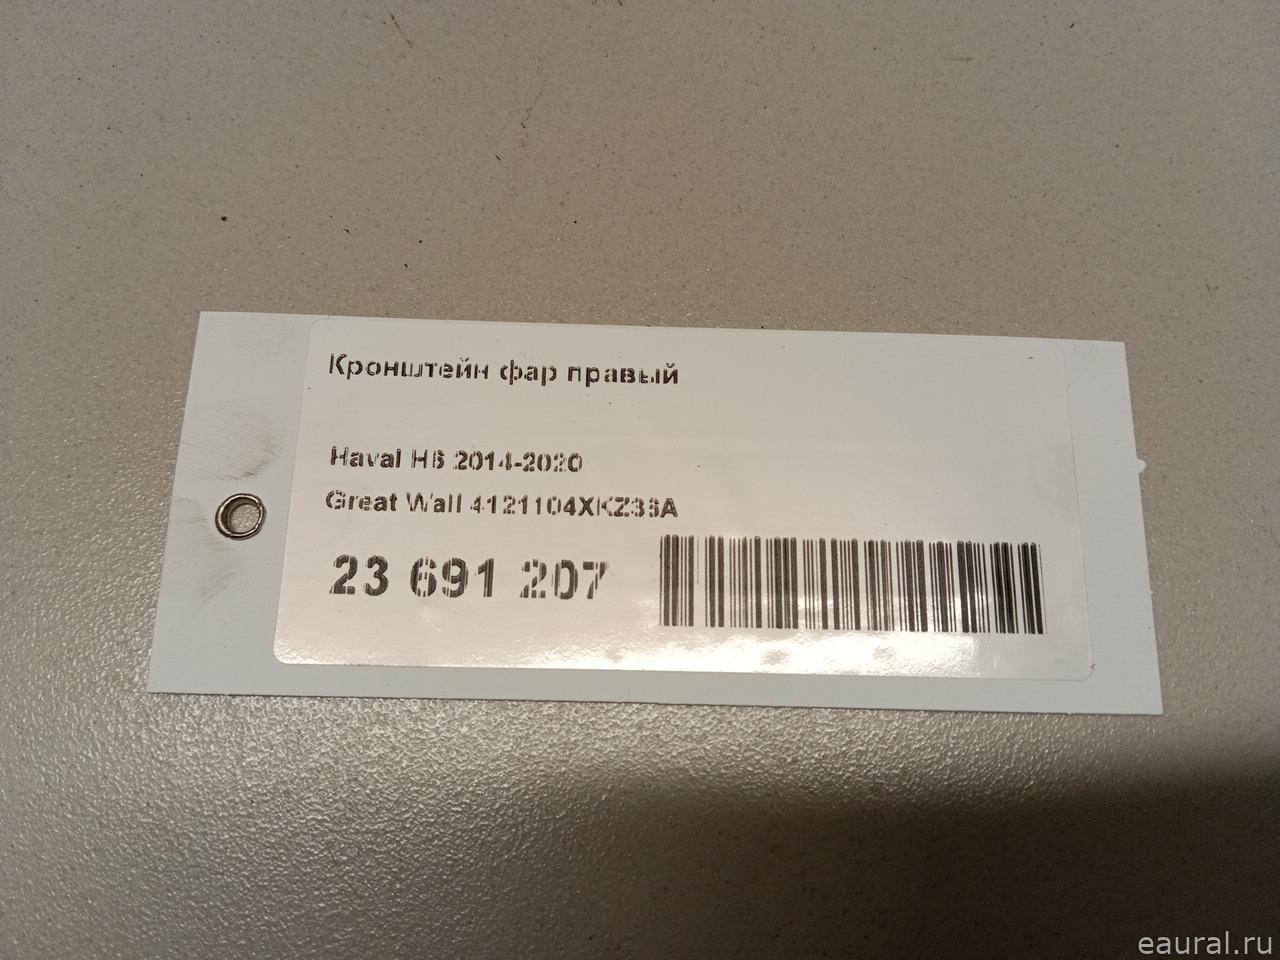 Кронштейн фар правый
Haval H6 2014-2020
Great Wall 4121104XKZ36A
23 691 207
eaural.ru